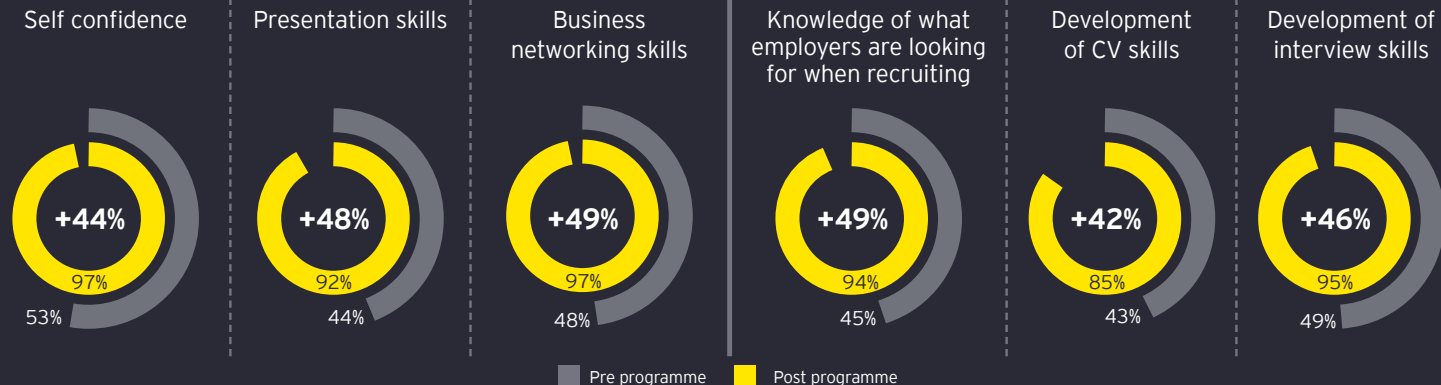 Self confidence
Presentation skills
Business
networking skills
Knowledge of what
employers are looking
for when recruiting
Development
of CV skills
Development of
interview skills
+44%
97%
53%
+48%
92%
44%
+49%
97%
48%
+49%
94%
45%
+42%
85%
43%
+46%
95%
49%
Pre programme
Post programme